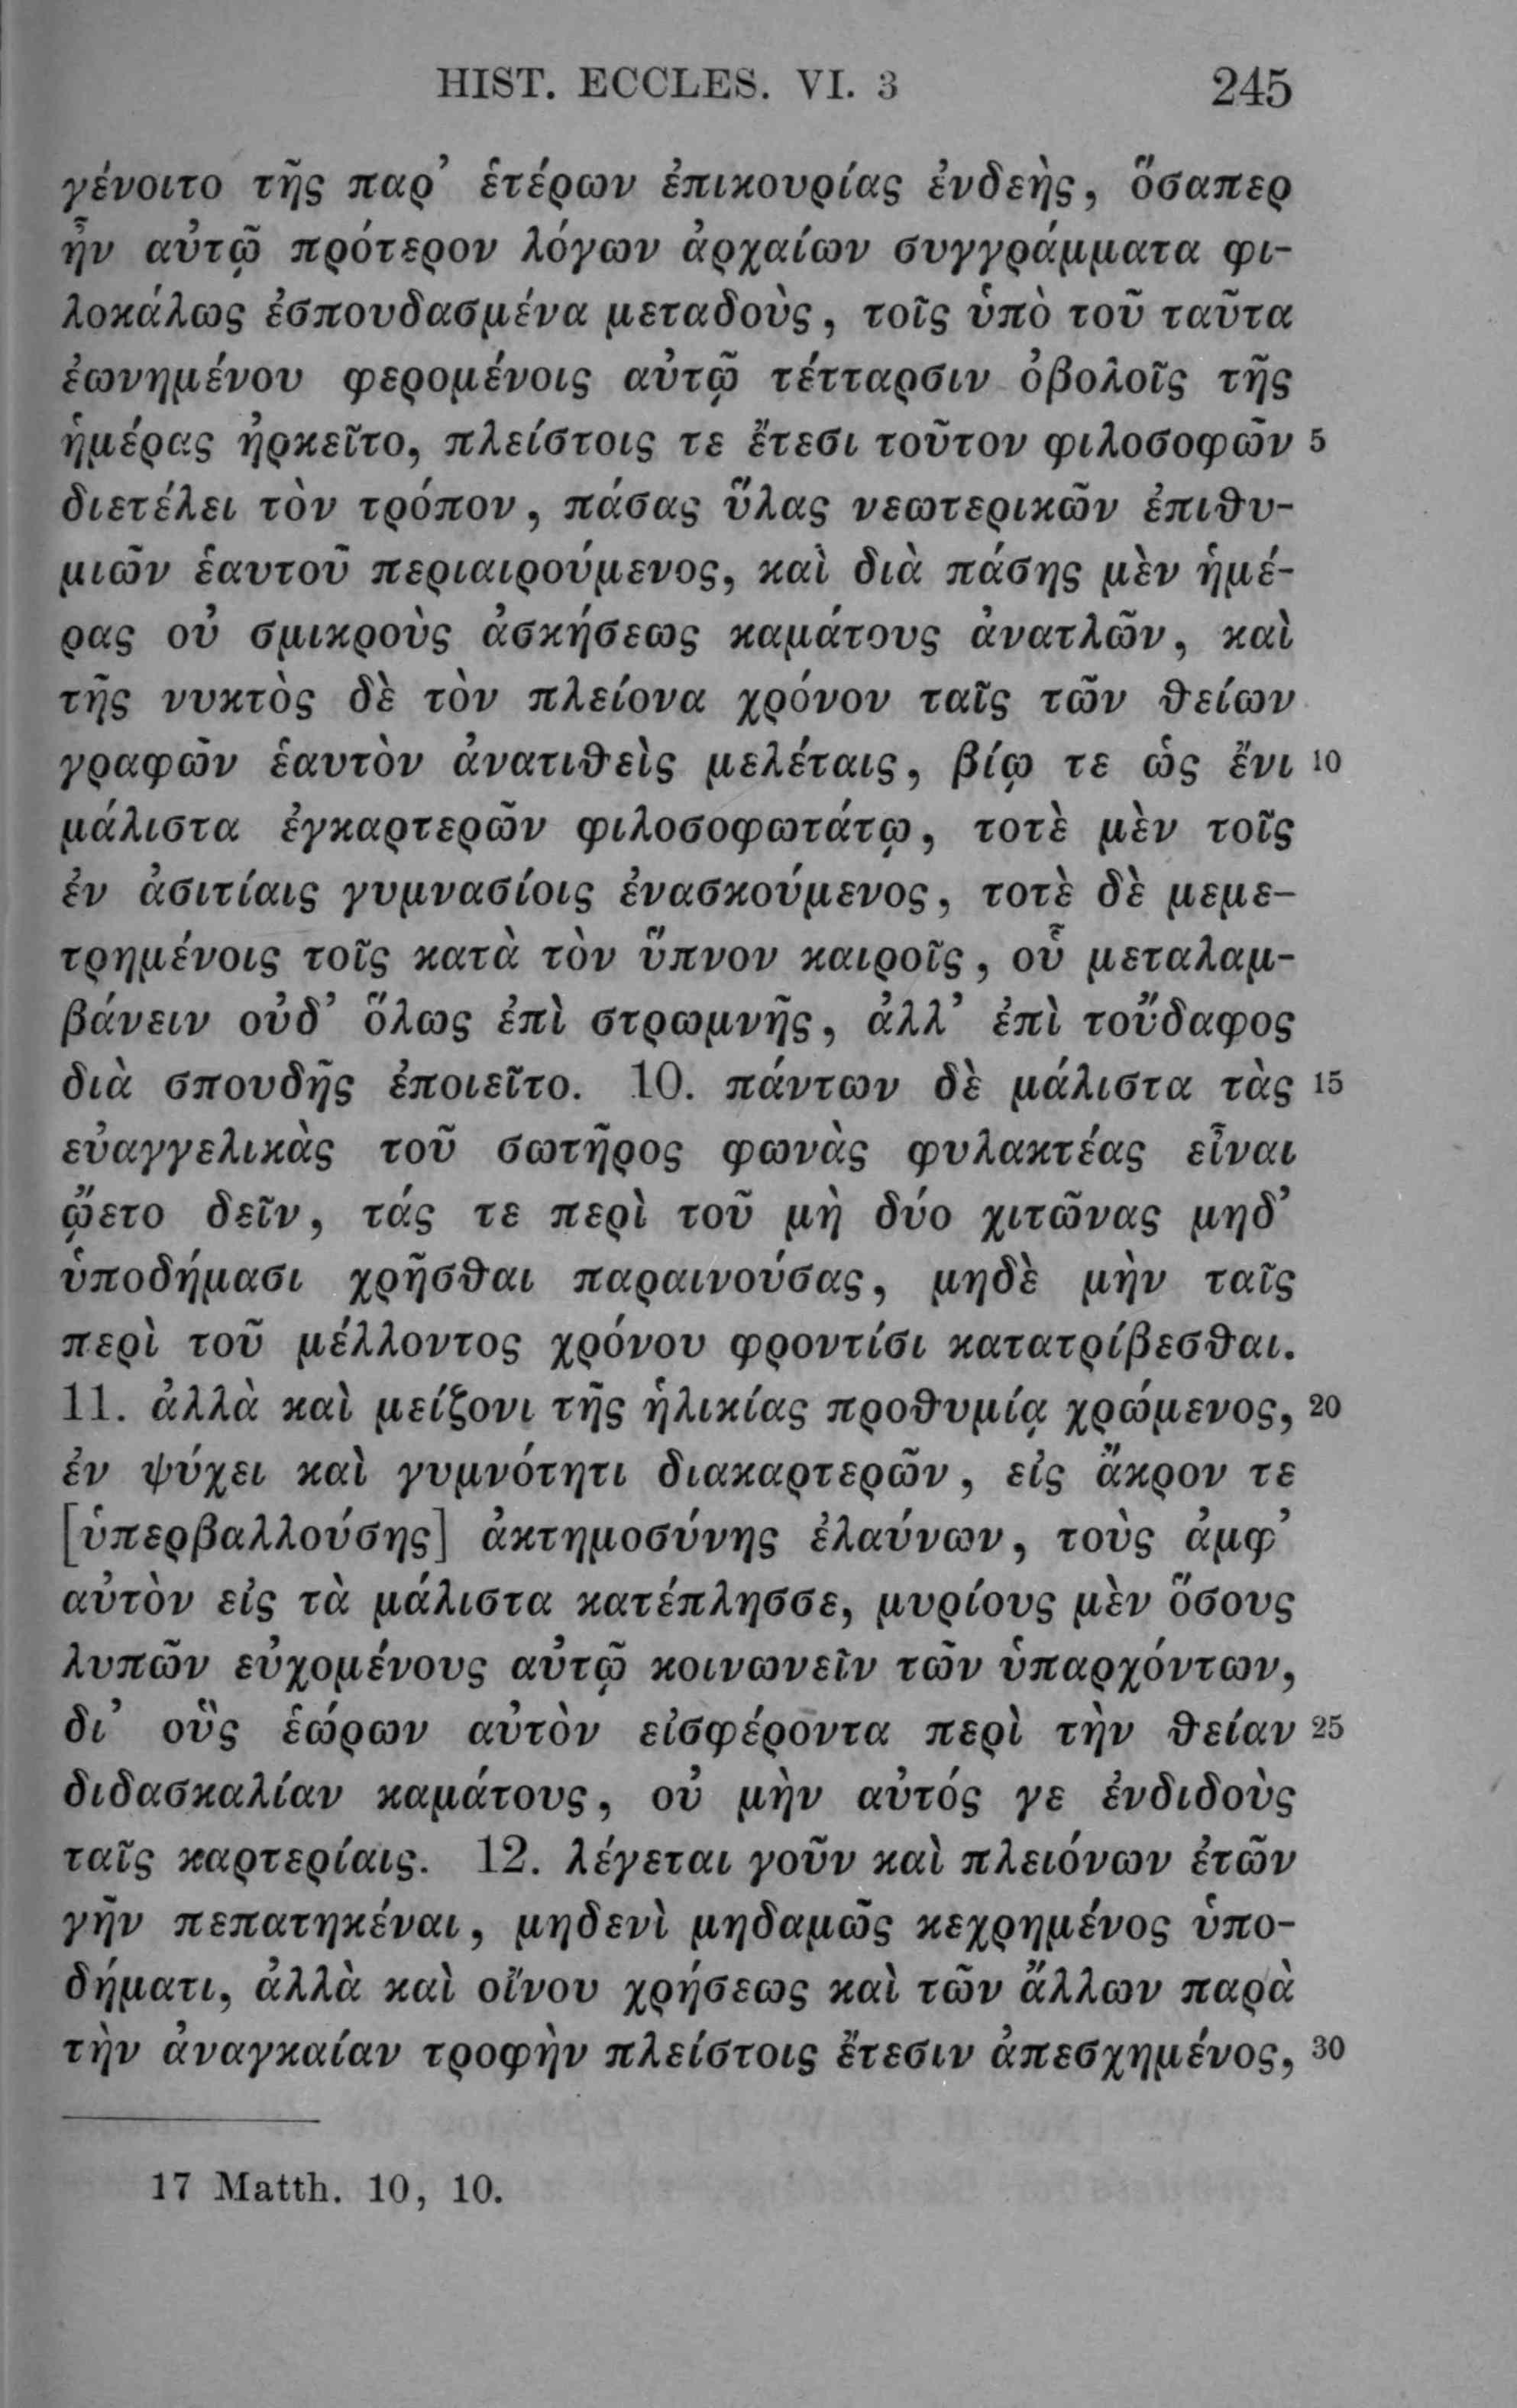 HIST. ECCLES. VI. 3 245
γένοιτο τῆς παρ᾽ ἑτέρων ἐπικουρίας ἐνδεὴς, ὅσαπερ
ἦν αὐτῷ πρότερον λόγων ἀρχαίων συγγράμματα φι-
λοκάλως ἐσπουδασμένα μεταδοὺς, τοῖς ὑπὸ τοῦ ταῦτα
ἐωνημένου φερομένοις αὐτῷ τέτταρσιν ὀβολοῖς τῆς
ἡμέρας ἠρκεῖτο, πλείστοις τε ἔτεσι τοῦτον φιλοσοφῶν 5
διετέλει τὸν τρόπον, πάσας ὕλας νεωτερικῶν ἐπιθυ-
μιῶν ἑαυτοῦ περιαιρούμενος, καὶ διὰ πάσης μὲν ἡμέ-
ρας οὐ σμικροὺς ἀσκήσεως καμάτους ἀνατλῶν, καὶ
τῆς νυκτὸς δὲ τὸν πλείονα χρόνον ταῖς τῶν θείων
γραφῶν ἑαυτὸν ἀνατιθεὶς μελέταις, βίῳ τε ὡς ἔνι 10
μάλιστα ἐγκαρτερῶν φιλοσοφωτάτῳ, τοτὲ μὲν τοῖς
ἐν ἀσιτίαις γυμνασίοις ἐνασκούμενος, τοτὲ δὲ μεμε-
τρημένοις τοῖς κατὰ τὸν ὕπνον καιροῖς, οὗ μεταλαμ-
βάνειν οὐδ᾽ ὅλως ἐπὶ στρωμνῆς, ἀλλ᾽ ἐπὶ τοὔδαφος
διὰ σπουδῆς ἐποιεῖτο. 10. πάντων δὲ μάλιστα τὰς 15
εὐαγγελικὰς τοῦ σωτῆρος φωνὰς φυλακτέας εἶναι
ᾤετο δεῖν, τάς τε περὶ τοῦ μὴ δύο χιτῶνας μηδ᾽
ὑποδήμασι χρῆσθαι παραινούσας, μηδὲ μὴν ταῖς
περὶ τοῦ μέλλοντος χρόνου φροντίσι κατατρίβεσθαι.
11. ἀλλὰ καὶ μείζονι τῆς ἡλικίας προθυμίᾳ χρώμενος, 20
ἐν ψύχει καὶ γυμνότητι διακαρτερῶν, εἰς ἄκρον τε
[ὑπερβαλλούσης] ἀκτημοσύνης ἐλαύνων, τοὺς ἀμφ᾽
αὐτὸν εἰς τὰ μάλιστα κατέπλησσε, μυρίους μὲν ὅσους
λυπῶν εὐχομένους αὐτῷ κοινωνεῖν τῶν ὑπαρχόντων,
δι᾽ οὓς ἑώρων αὐτὸν εἰσφέροντα περὶ τὴν θείαν 25
διδασκαλίαν καμάτους, οὐ μὴν αὐτός γε ἐνδιδοὺς
ταῖς καρτερίαις. 12. λέγεται γοῦν καὶ πλειόνων ἐτῶν
γῆν πεπατηκέναι, μηδενὶ μηδαμῶς κεχρημένος ὑπο-
δήματι, ἀλλὰ καὶ οἴνου χρήσεως καὶ τῶν ἄλλων παρὰ
τὴν ἀναγκαίαν τροφὴν πλείστοις ἔτεσιν ἀπεσχημένος, 30
17 Matth. 10, 10.